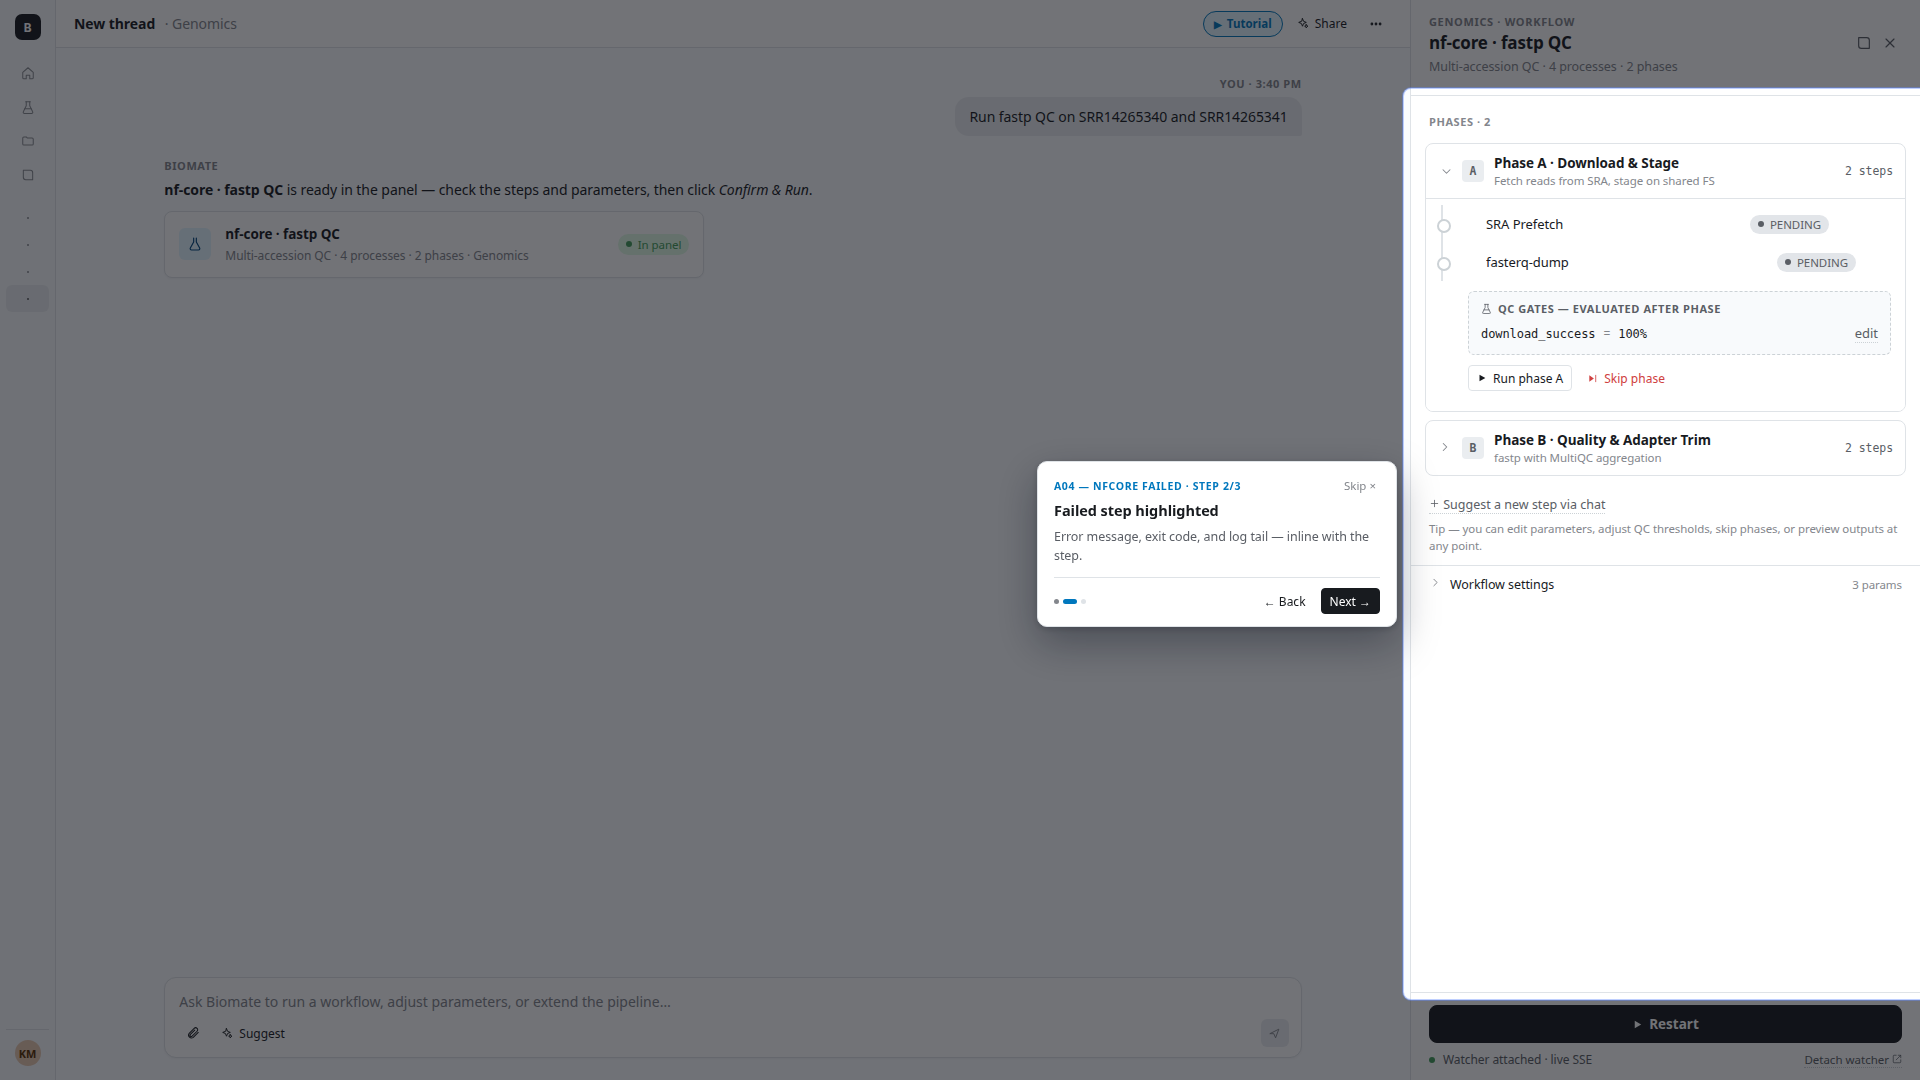 B
New thread · Genomics
▶ Tutorial
Share
GENOMICS · WORKFLOW
nf-core · fastp QC
Multi-accession QC · 4 processes · 2 phases
YOU · 3:40 PM
Run fastp QC on SRR14265340 and SRR14265341
BIOMATE
nf-core · fastp QC is ready in the panel — check the steps and parameters, then click Confirm & Run.
nf-core · fastp QC
Multi-accession QC · 4 processes · 2 phases · Genomics
In panel
PHASES · 2
A
Phase A · Download & Stage
Fetch reads from SRA, stage on shared FS
2 steps
SRA Prefetch
PENDING
fasterq-dump
PENDING
QC GATES — EVALUATED AFTER PHASE
download_success = 100%
edit
Run phase A
Skip phase
B
Phase B · Quality & Adapter Trim
fastp with MultiQC aggregation
2 steps
+ Suggest a new step via chat
Tip — you can edit parameters, adjust QC thresholds, skip phases, or preview outputs at
any point.
Workflow settings
3 params
A04 — NFCORE FAILED · STEP 2/3
Skip ×
Failed step highlighted
Error message, exit code, and log tail — inline with the
step.
← Back
Next →
Ask Biomate to run a workflow, adjust parameters, or extend the pipeline...
Suggest
KM
Restart
Watcher attached · live SSE
Detach watcher